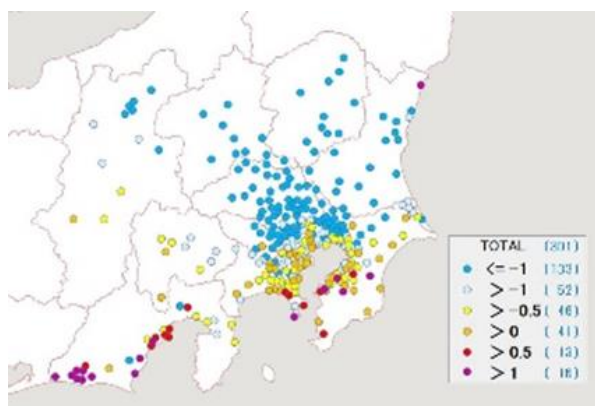 TOTAL (301)
<= -1 (133)
> -1 (52)
> -0.5 (46)
> 0 (41)
> 0.5 (13)
> 1 (16)